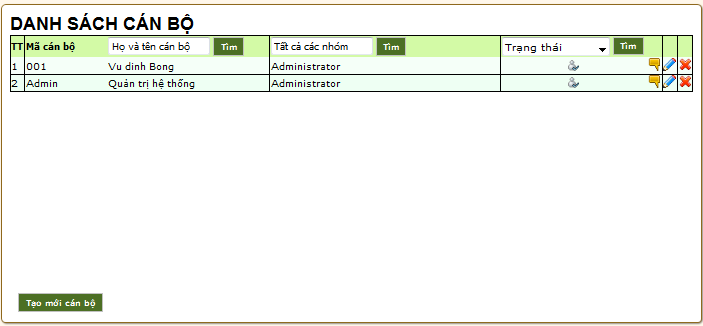 DANH SÁCH CÁN BỘ
TT Mã cán bộ Họ và tên cán bộ Tìm Tất cả các nhóm Tìm Trạng thái Tìm
1 001 Vu dinh Bong Administrator
2 Admin Quản trị hệ thống Administrator
Tạo mới cán bộ